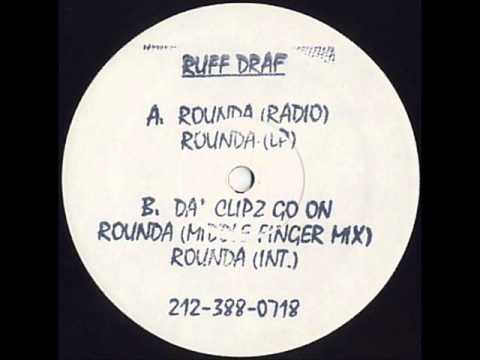 RUFF DRAF
A. ROUNDA (RADIO)
ROUNDA (LP)
B. DA' CLIPZ GO ON
ROUNDA (MIDDLE FINGER MIX)
ROUNDA (INT.)
212-388-0718